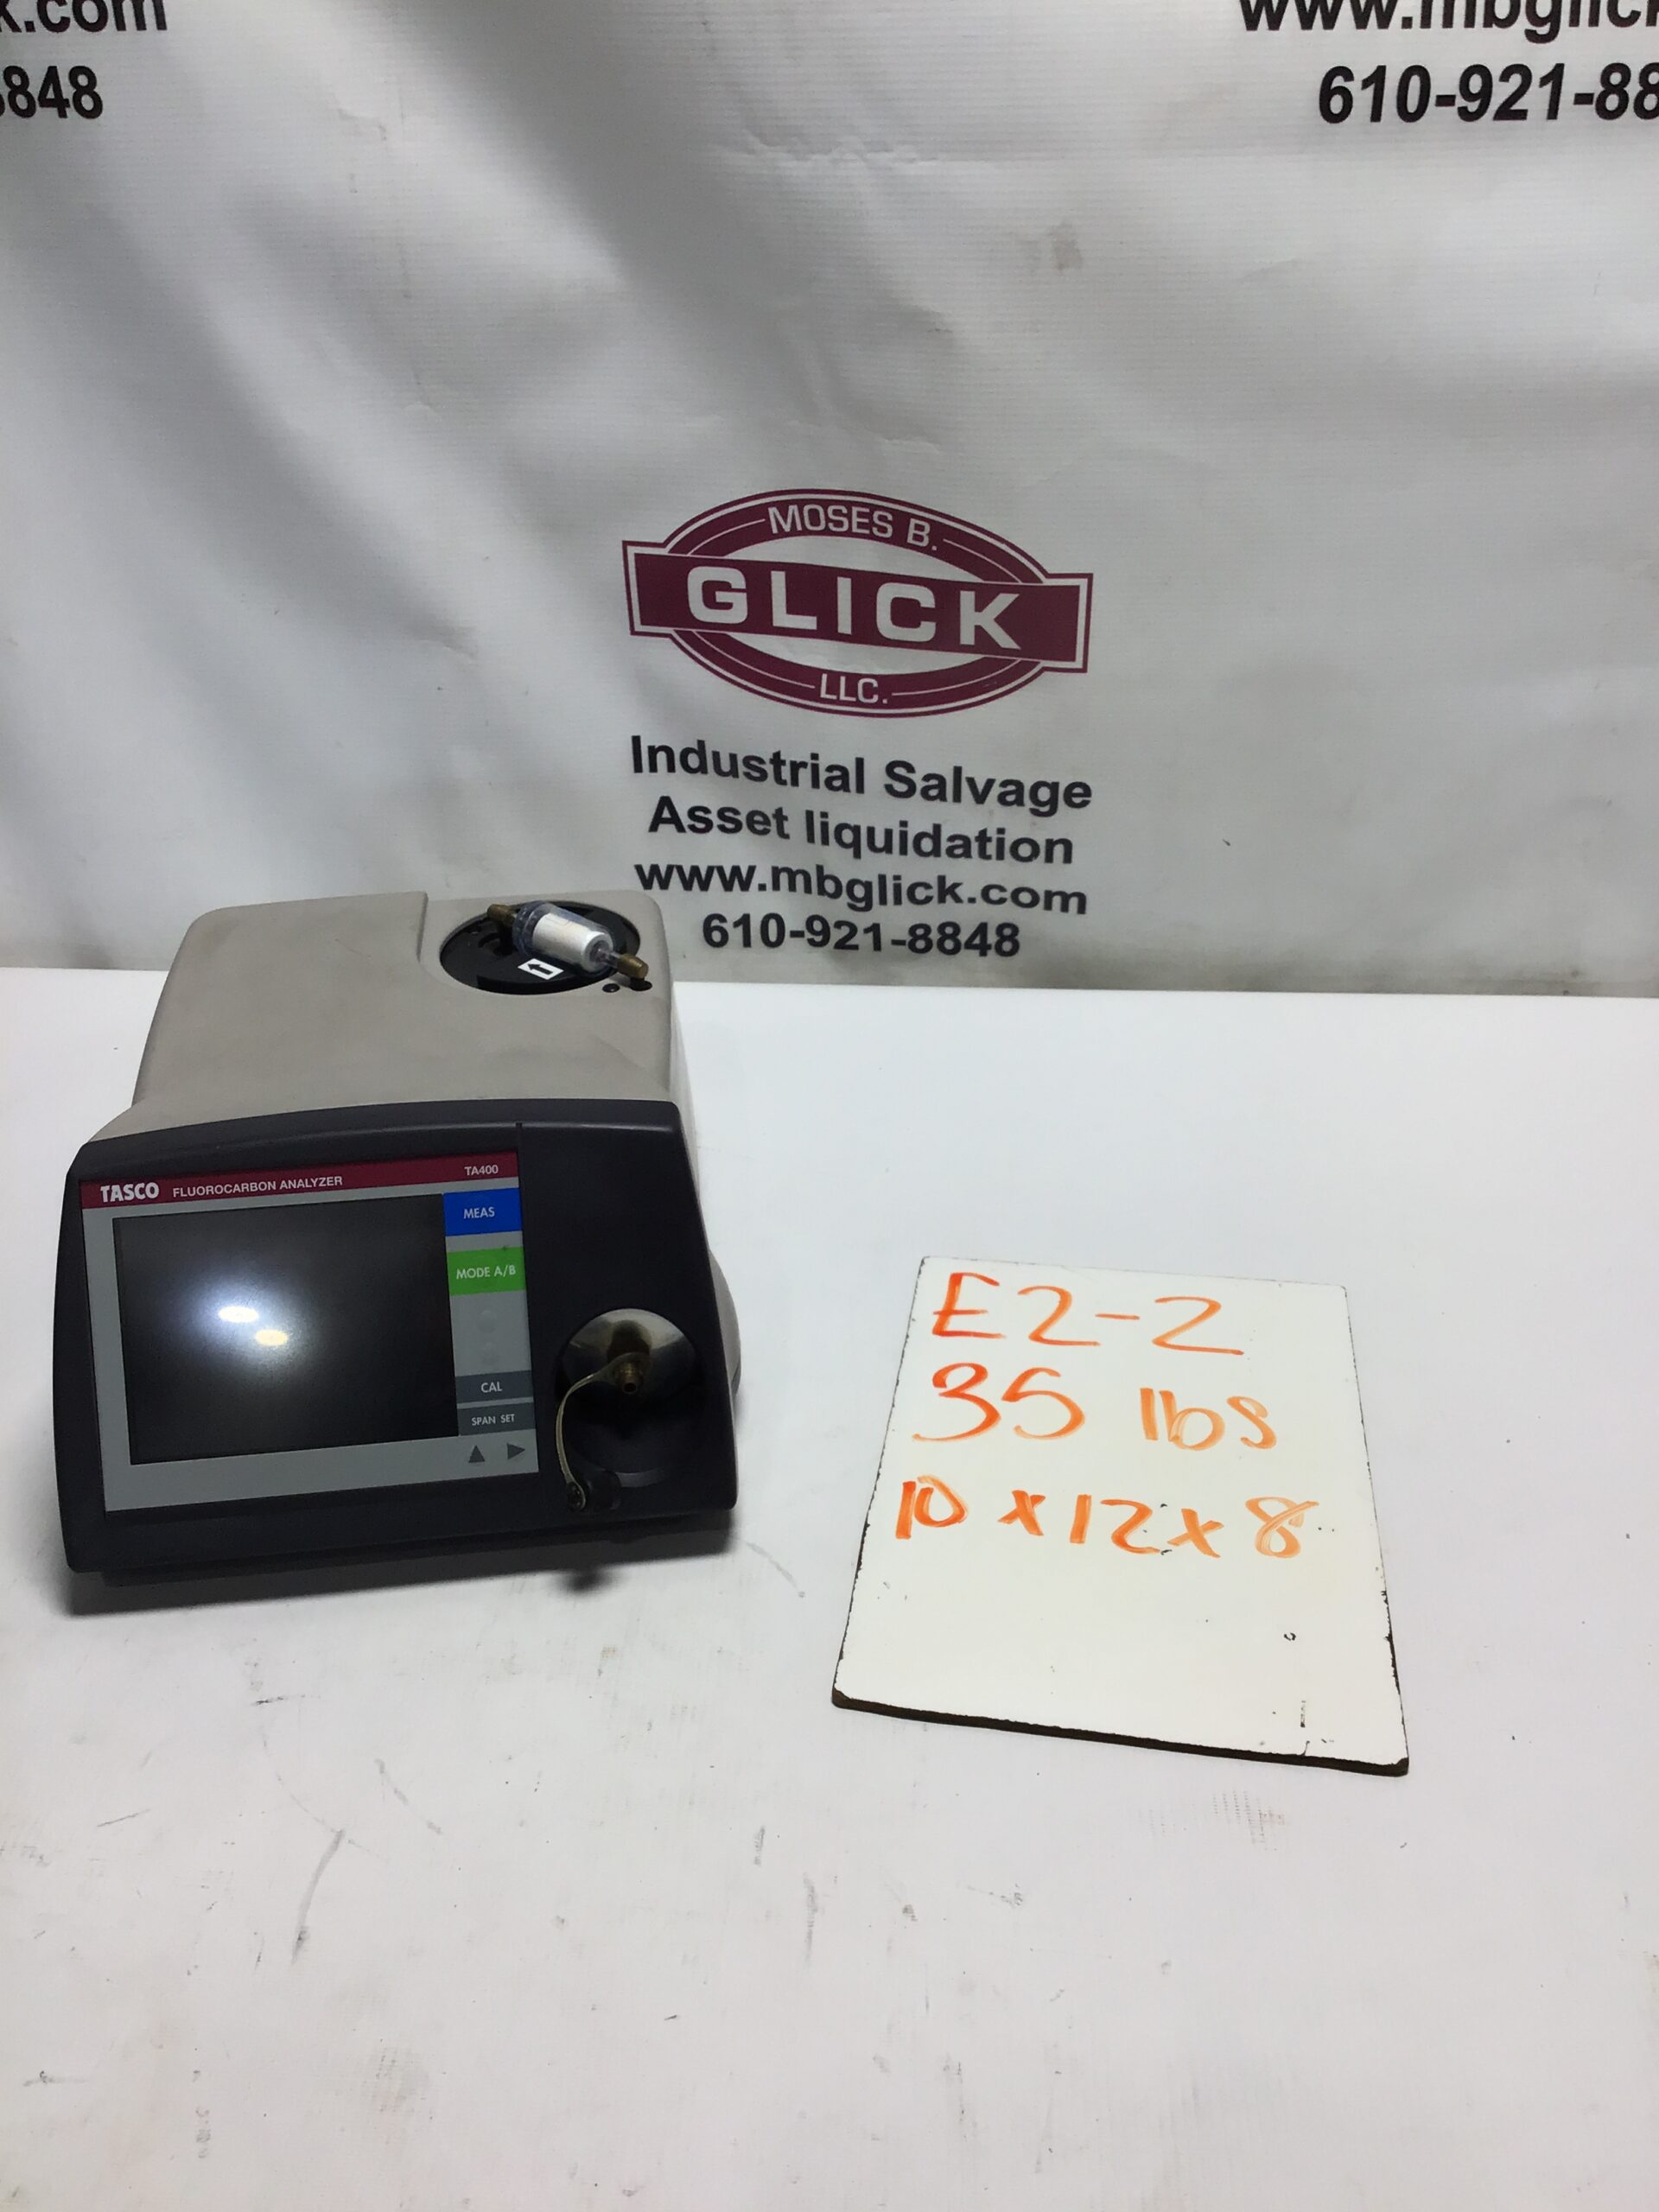 k.com
8848
www.mbglick
610-921-88
MOSES B.
GLICK
LLC.
Industrial Salvage
Asset liquidation
www.mbglick.com
610-921-8848
TASCO FLUOROCARBON ANALYZER TA400
MEAS
MODE A/B
CAL
SPAN SET
E2-2
35 lbs
10 x 12 x 8